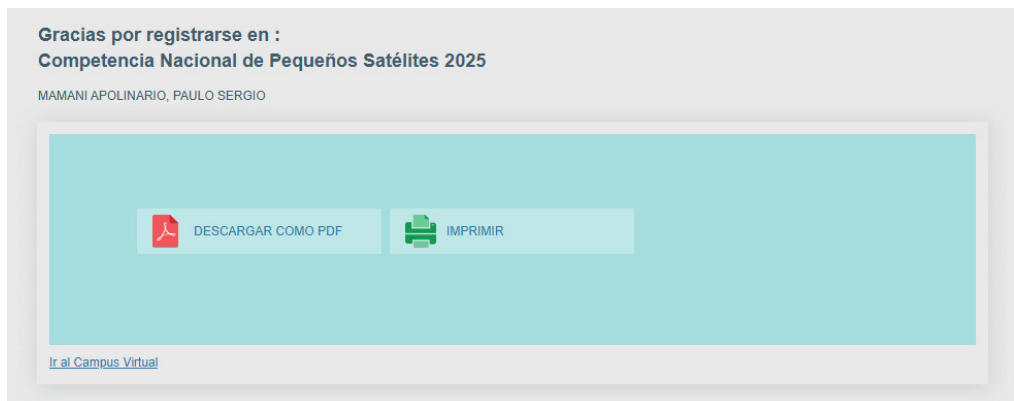 Gracias por registrarse en :
Competencia Nacional de Pequeños Satélites 2025
MAMANI APOLINARIO, PAULO SERGIO
DESCARGAR COMO PDF
IMPRIMIR
Ir al Campus Virtual